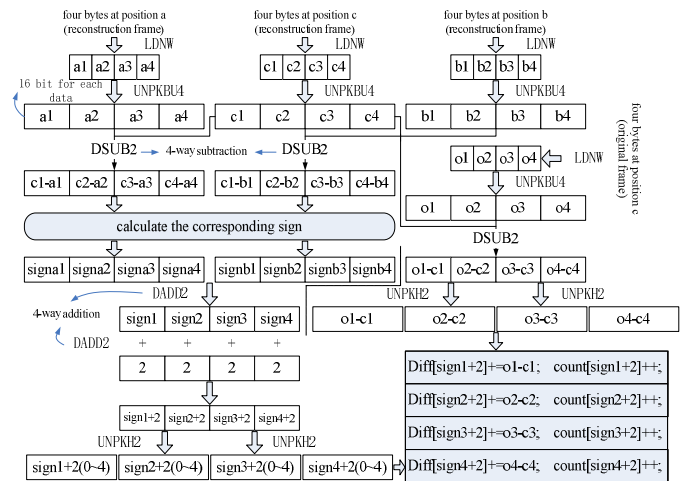 four bytes at position a
(reconstruction frame)
four bytes at position c
(reconstruction frame)
four bytes at position b
(reconstruction frame)
LDNW
LDNW
LDNW
a1 a2 a3 a4
c1 c2 c3 c4
b1 b2 b3 b4
16 bit for each
data
UNPKBU4
UNPKBU4
UNPKBU4
a1 a2 a3 a4
c1 c2 c3 c4
b1 b2 b3 b4
four bytes at position c
(original frame)
DSUB2
4-way subtraction
DSUB2
o1 o2 o3 o4
LDNW
UNPKBU4
c1-a1 c2-a2 c3-a3 c4-a4
c1-b1 c2-b2 c3-b3 c4-b4
o1 o2 o3 o4
calculate the corresponding sign
DSUB2
signa1 signa2 signa3 signa4
signb1 signb2 signb3 signb4
o1-c1 o2-c2 o3-c3 o4-c4
DADD2
UNPKH2
UNPKH2
4-way addition
sign1 sign2 sign3 sign4
o1-c1 o2-c2 o3-c3 o4-c4
DADD2
+ + + +
2 2 2 2
Diff[sign1+2]+=o1-c1; count[sign1+2]++;
Diff[sign2+2]+=o2-c2; count[sign2+2]++;
Diff[sign3+2]+=o3-c3; count[sign3+2]++;
Diff[sign4+2]+=o4-c4; count[sign4+2]++;
sign1+2 sign2+2 sign3+2 sign4+2
UNPKH2
UNPKH2
sign1+2(0~4) sign2+2(0~4) sign3+2(0~4) sign4+2(0~4)